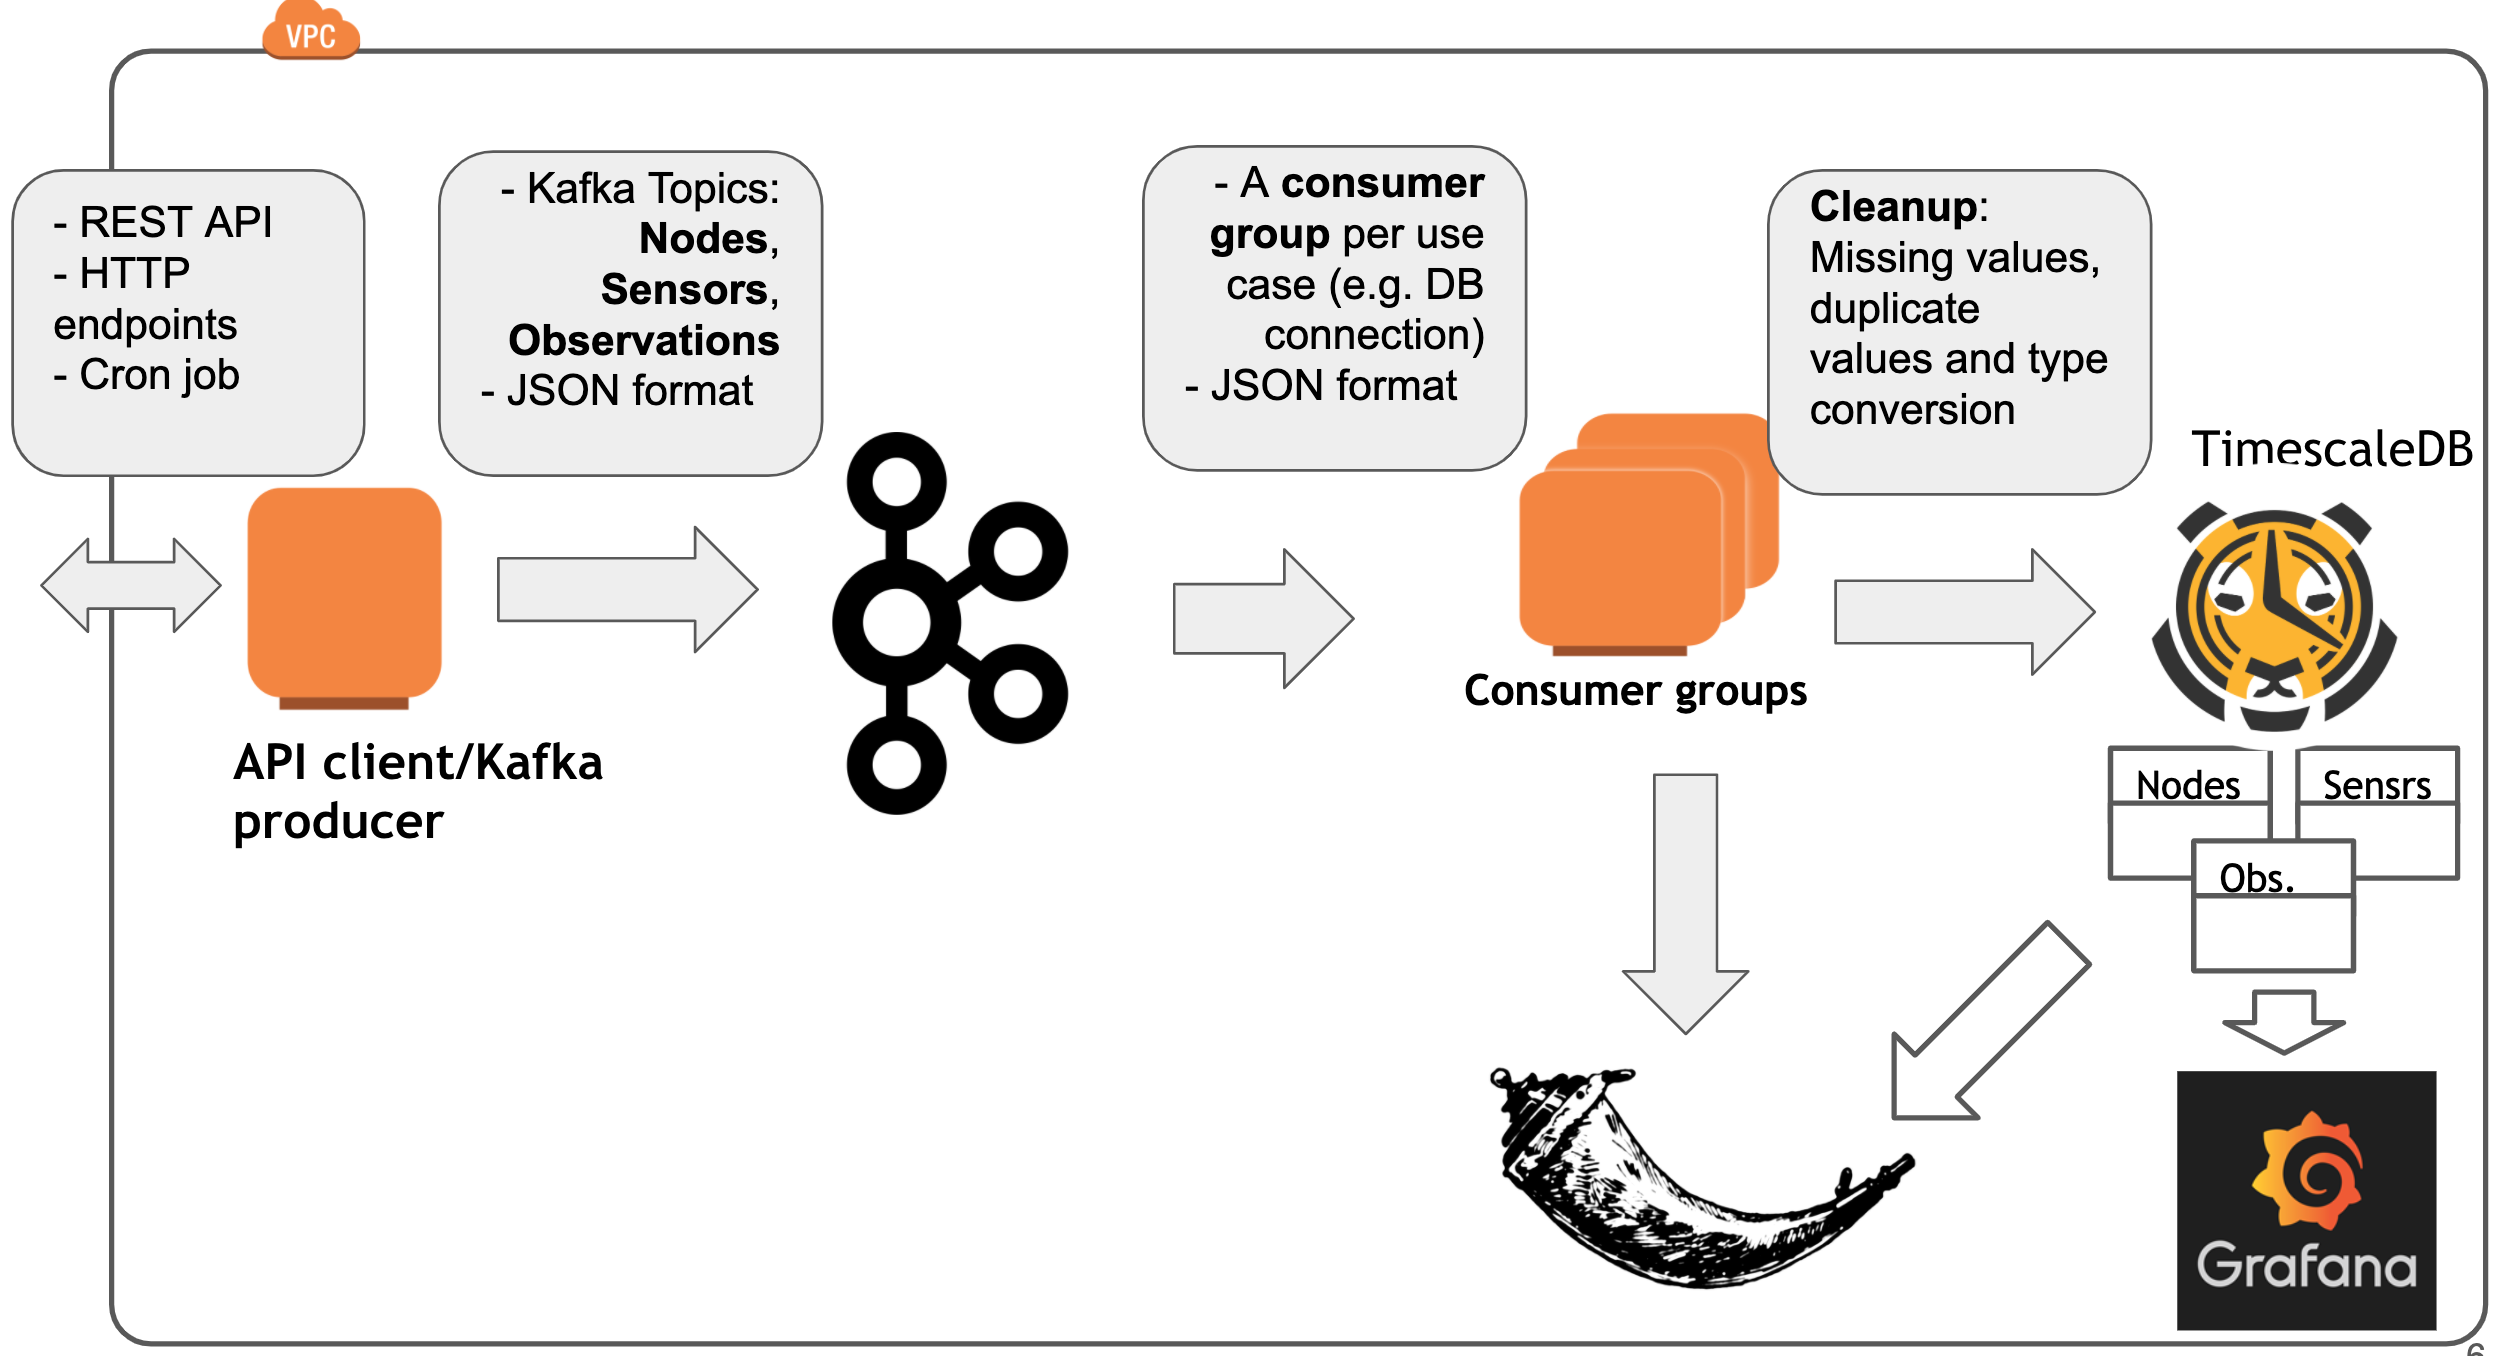 VPC
- REST API
- HTTP
endpoints
- Cron job
- Kafka Topics:
Nodes,
Sensors,
Observations
- JSON format
- A consumer
group per use
case (e.g. DB
connection)
- JSON format
Cleanup:
Missing values,
duplicate
values and type
conversion
TimescaleDB
API client/Kafka
producer
Consumer groups
Nodes
Sensrs
Obs.
Grafana
6